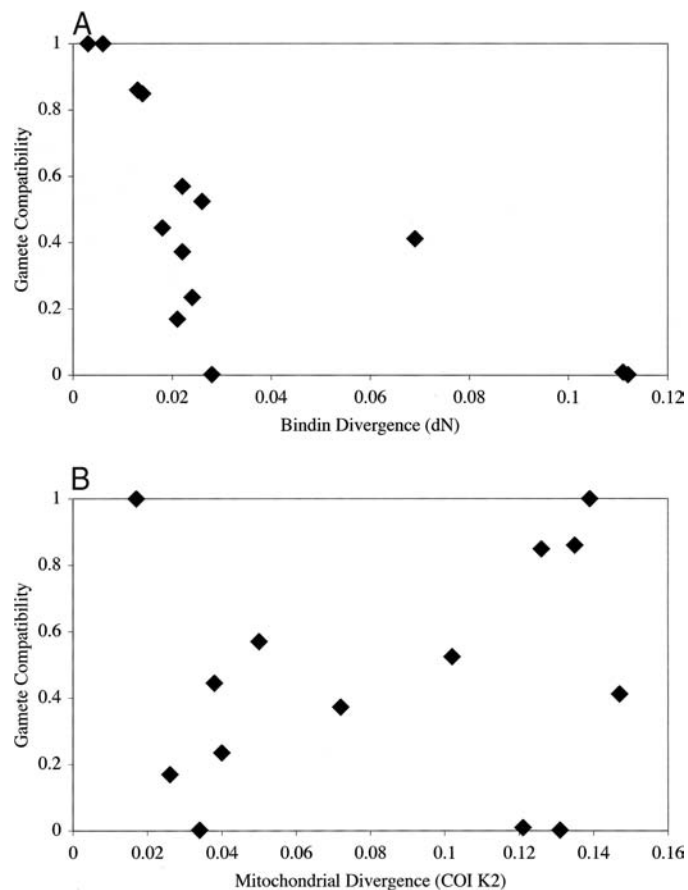 A
1
0.8
0.6
0.4
0.2
0
Gamete Compatibility
0 0.02 0.04 0.06 0.08 0.1 0.12
Bindin Divergence (dN)
B
1
0.8
0.6
0.4
0.2
0
Gamete Compatibility
0 0.02 0.04 0.06 0.08 0.10 0.12 0.14 0.16
Mitochondrial Divergence (COI K2)